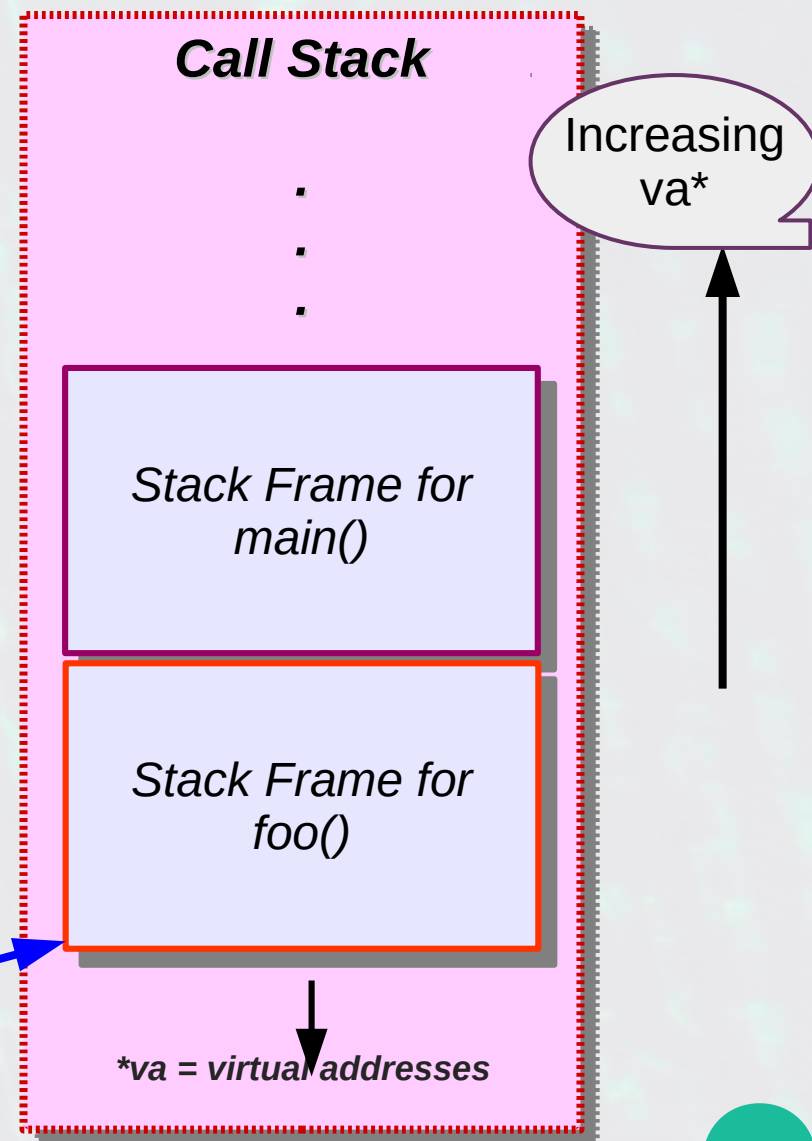 Call Stack
Increasing
va*
.
.
.
Stack Frame for
main()
Stack Frame for
foo()
*va = virtual addresses